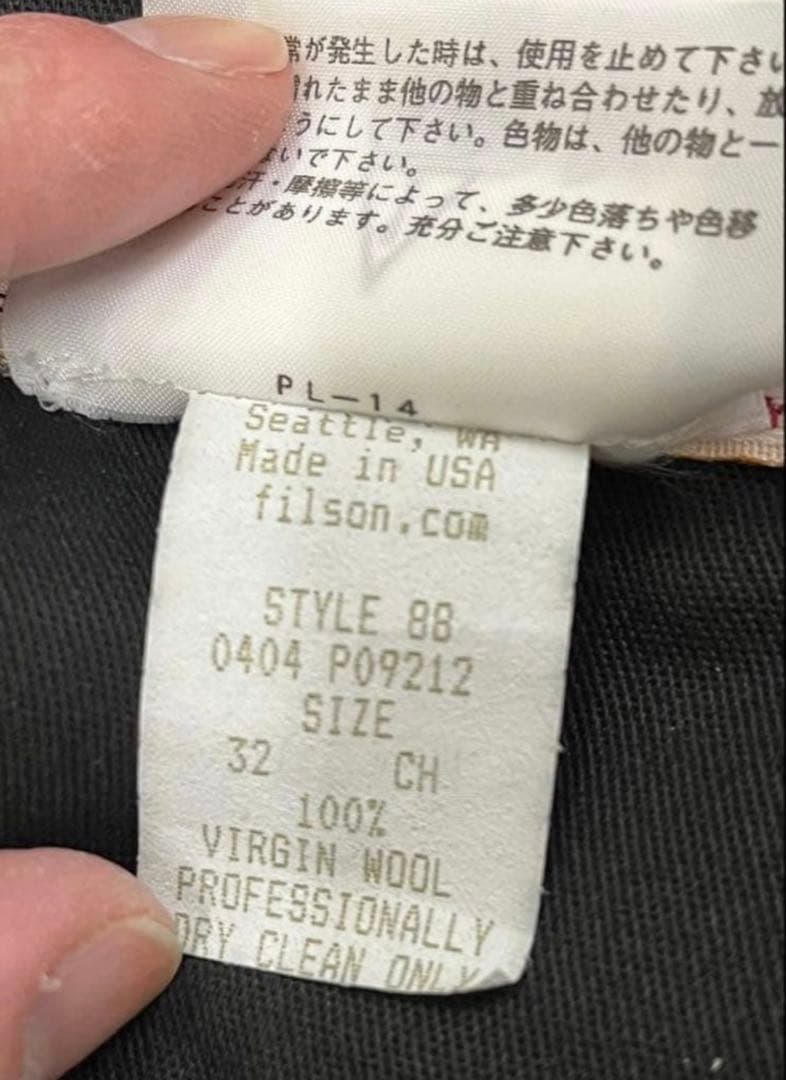 常が発生した時は、使用を止めて下さい
れたまま他の物と重ね合わせたり、放
うにして下さい。色物は、他の物と一
いで下さい。
汗・摩擦等によって、多少色落ちや色移
ことがあります。充分ご注意下さい。
PL-14
Seattle, WA
Made in USA
filson.com
STYLE 88
0404 P09212
SIZE
32 CH
100%
VIRGIN WOOL
PROFESSIONALLY
DRY CLEAN ONLY